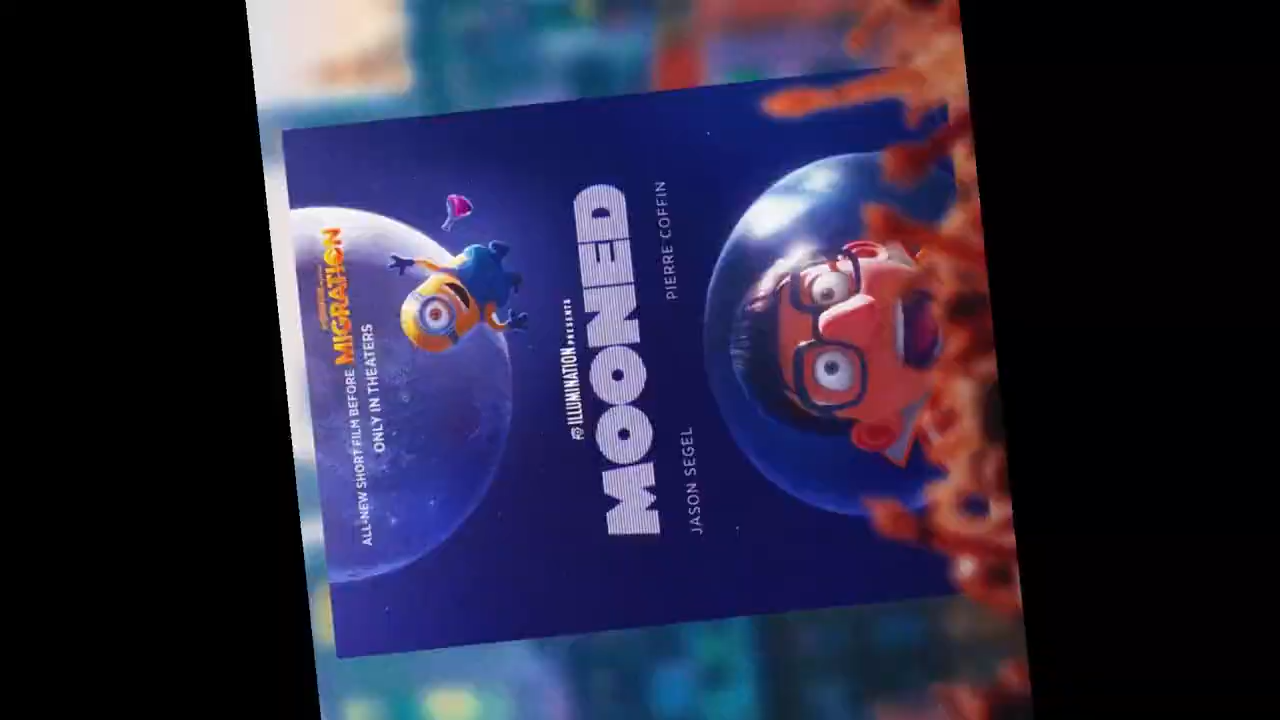 ALL-NEW SHORT FILM BEFORE MIGRATION
ONLY IN THEATERS
ILLUMINATION PRESENTS
MOONED
JASON SEGEL PIERRE COFFIN